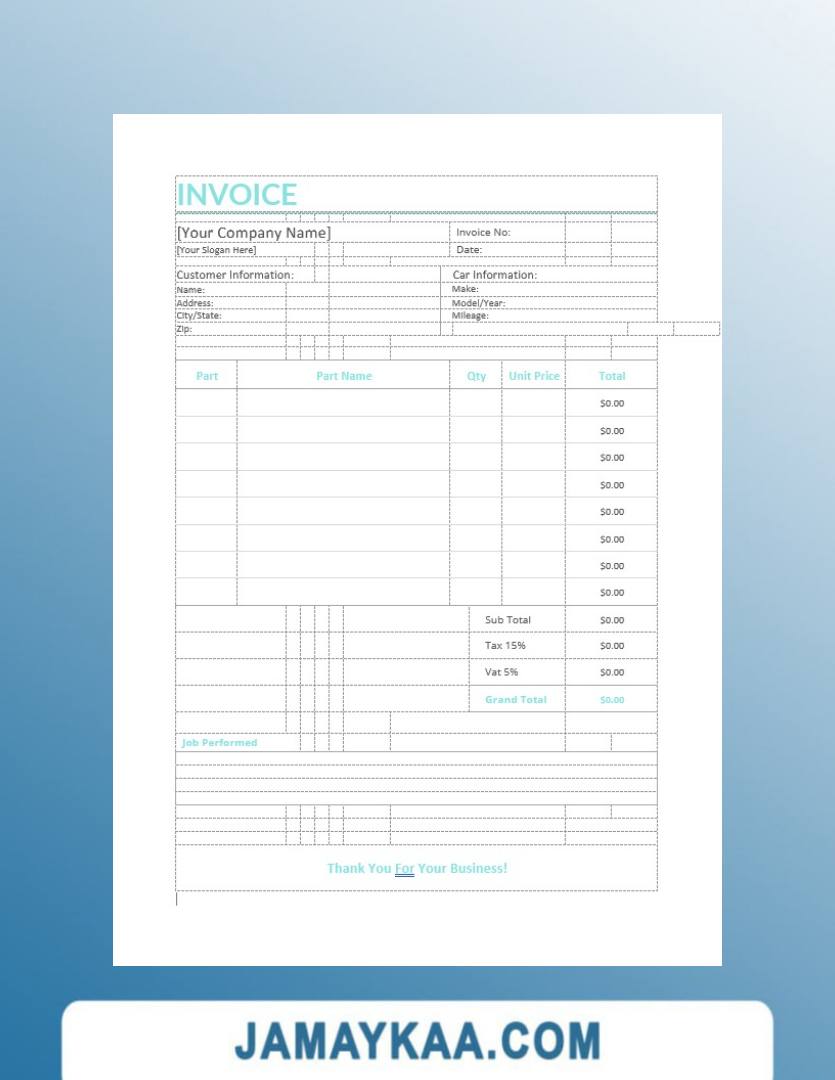 INVOICE
[Your Company Name] Invoice No:
[Your Slogan Here] Date:
Customer Information: Car Information:
Name: Make:
Address: Model/Year:
City/State: Mileage:
Zip:
Part Part Name Qty Unit Price Total
$0.00
$0.00
$0.00
$0.00
$0.00
$0.00
$0.00
$0.00
Sub Total $0.00
Tax 15% $0.00
Vat 5% $0.00
Grand Total $0.00
Job Performed
Thank You For Your Business!
JAMAYKAA.COM